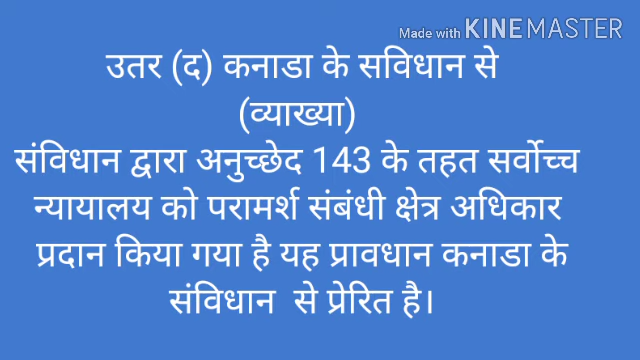 Made with KINEMASTER
उतर (द) कनाडा के सविधान से
(व्याख्या)
संविधान द्वारा अनुच्छेद 143 के तहत सर्वोच्च
न्यायालय को परामर्श संबंधी क्षेत्र अधिकार
प्रदान किया गया है यह प्रावधान कनाडा के
संविधान से प्रेरित है।